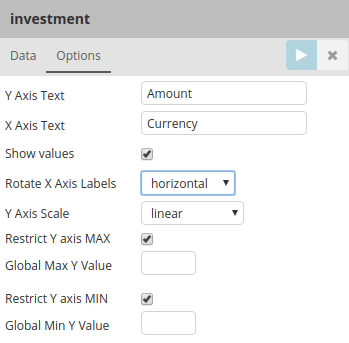 investment
Data Options
Y Axis Text Amount
X Axis Text Currency
Show values
Rotate X Axis Labels horizontal
Y Axis Scale linear
Restrict Y axis MAX
Global Max Y Value
Restrict Y axis MIN
Global Min Y Value